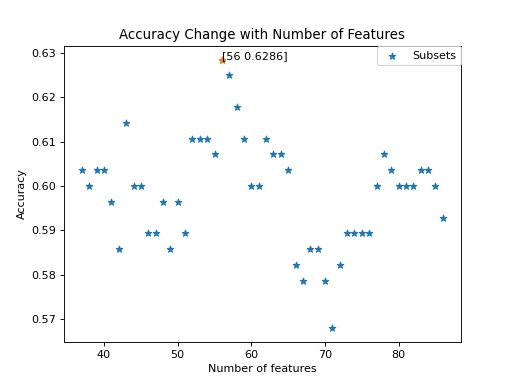 Accuracy Change with Number of Features
[56 0.6286]
Subsets
0.63
0.62
0.61
0.60
0.59
0.58
0.57
Accuracy
40 50 60 70 80
Number of features